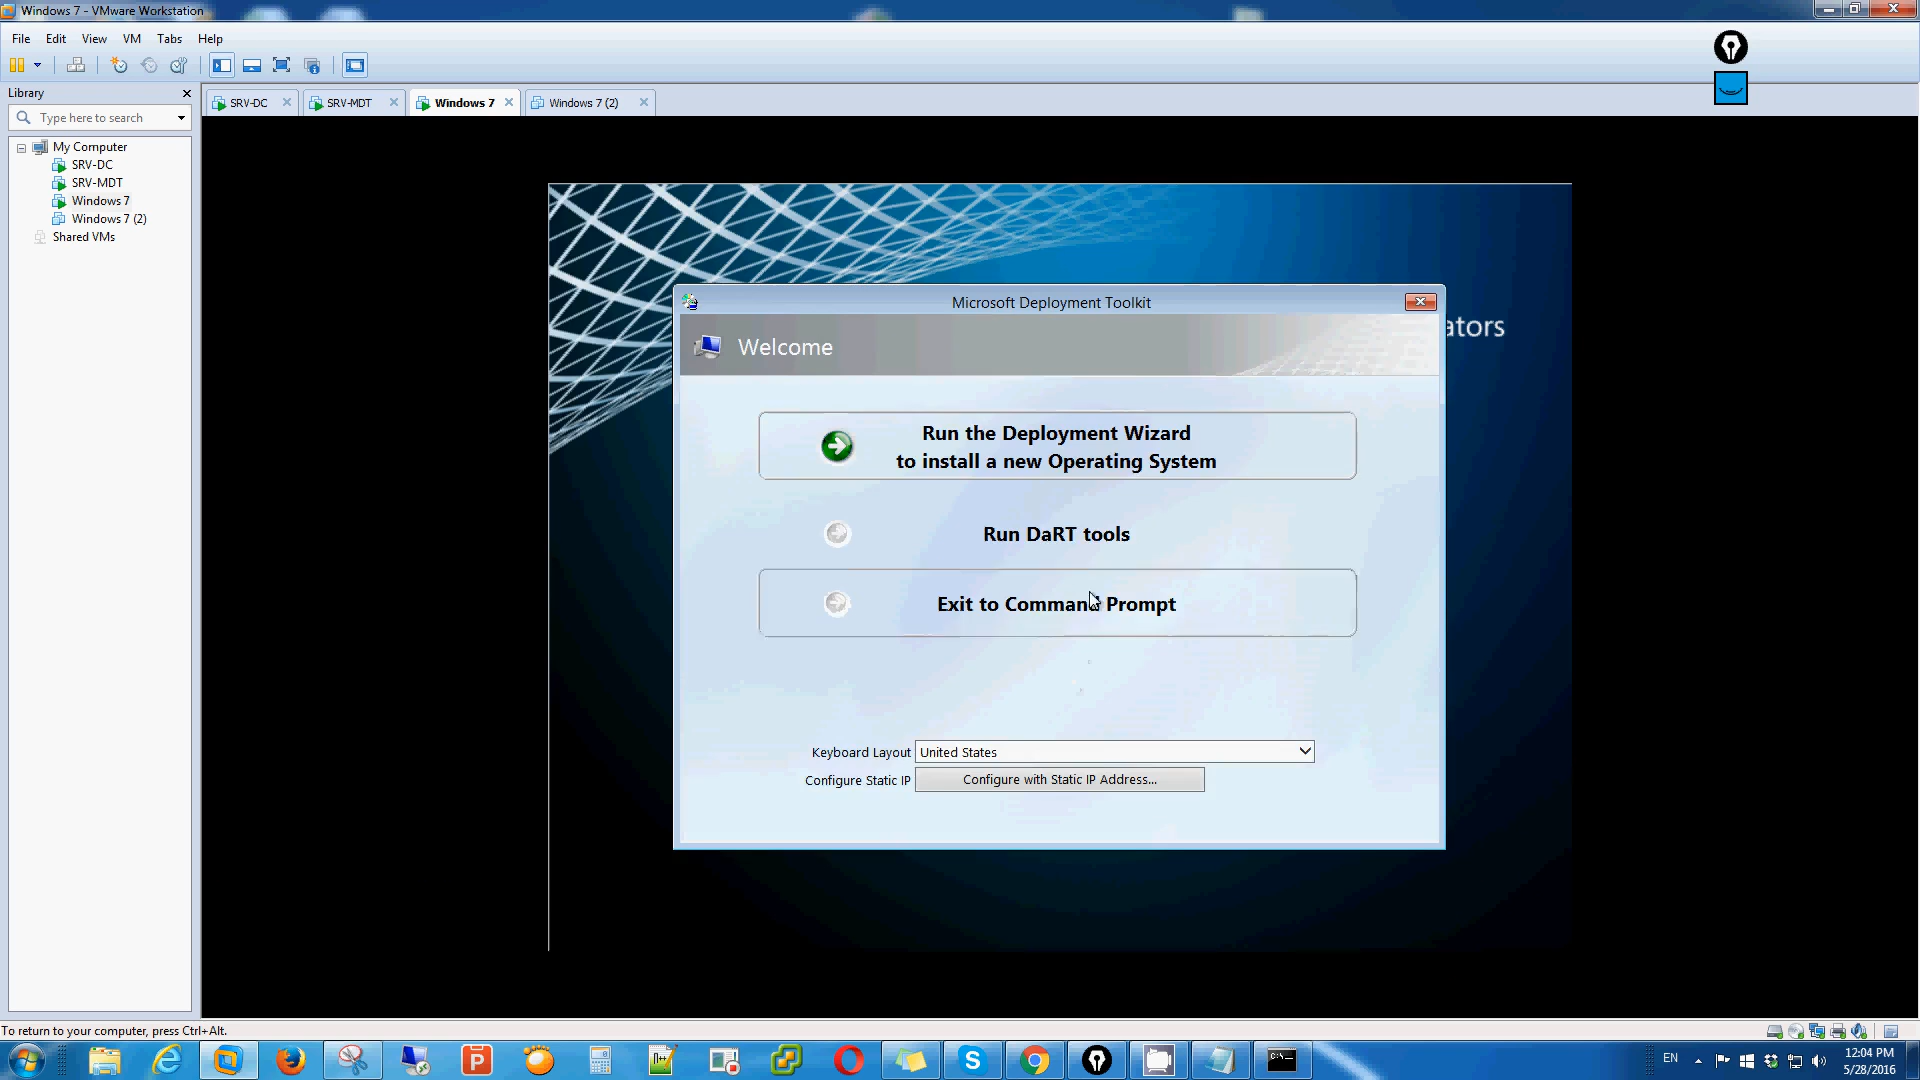 Windows 7 - VMware Workstation
File Edit View VM Tabs Help
Library
Type here to search
My Computer
SRV-DC
SRV-MDT
Windows 7
Windows 7 (2)
Shared VMs
SRV-DC SRV-MDT Windows 7 Windows 7 (2)
ators
Microsoft Deployment Toolkit
Welcome
Run the Deployment Wizard
to install a new Operating System
Run DaRT tools
Exit to Command Prompt
Keyboard Layout United States
Configure Static IP Configure with Static IP Address...
To return to your computer, press Ctrl+Alt.
EN
12:04 PM
5/28/2016